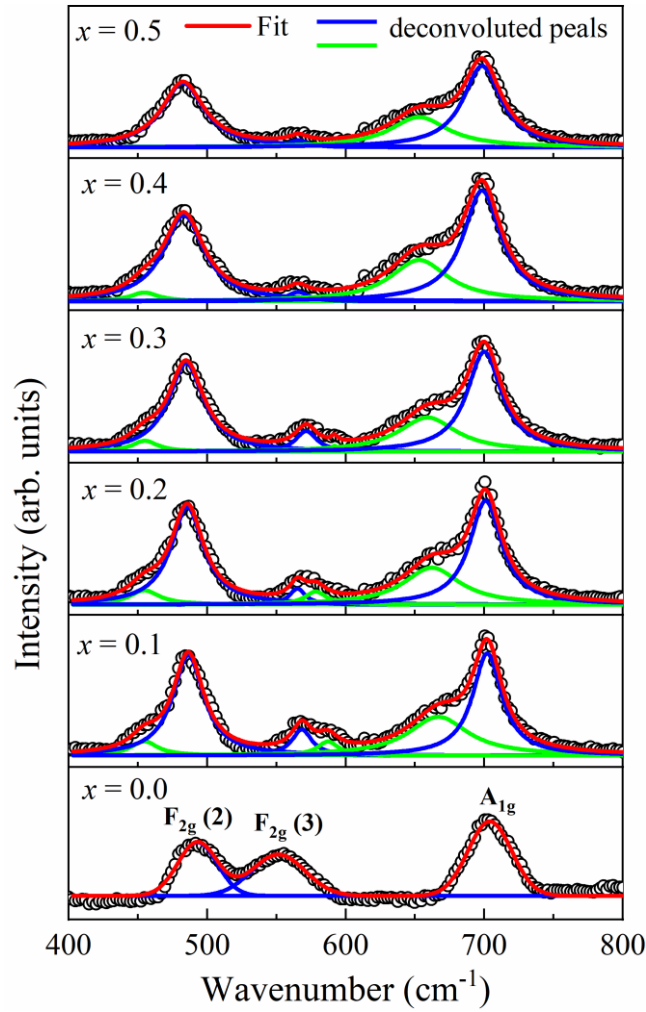 x = 0.5
Fit
deconvoluted peals
x = 0.4
x = 0.3
x = 0.2
x = 0.1
x = 0.0
F2g (2)
F2g (3)
A1g
400 500 600 700 800
Wavenumber (cm-1)
Intensity (arb. units)